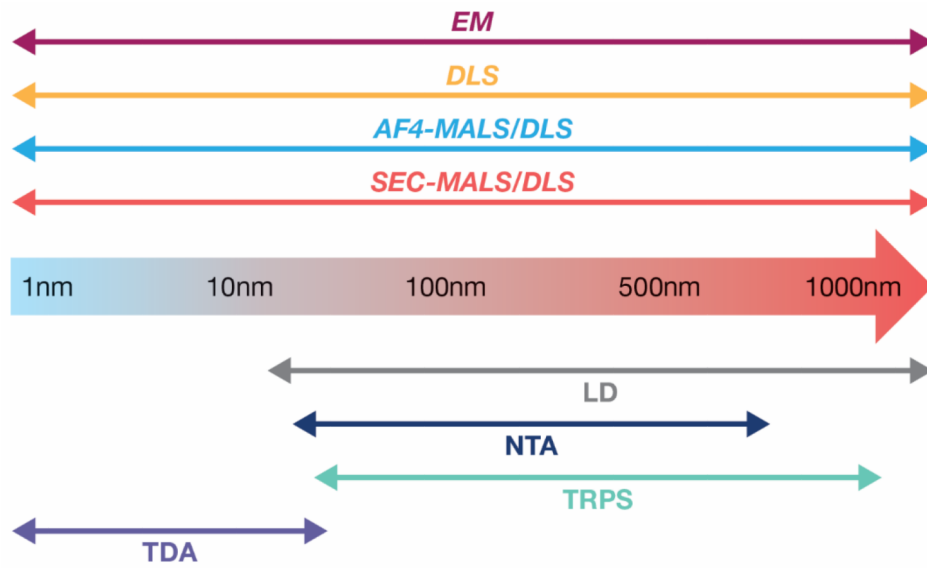 EM
DLS
AF4-MALS/DLS
SEC-MALS/DLS
1nm 10nm 100nm 500nm 1000nm
LD
NTA
TRPS
TDA